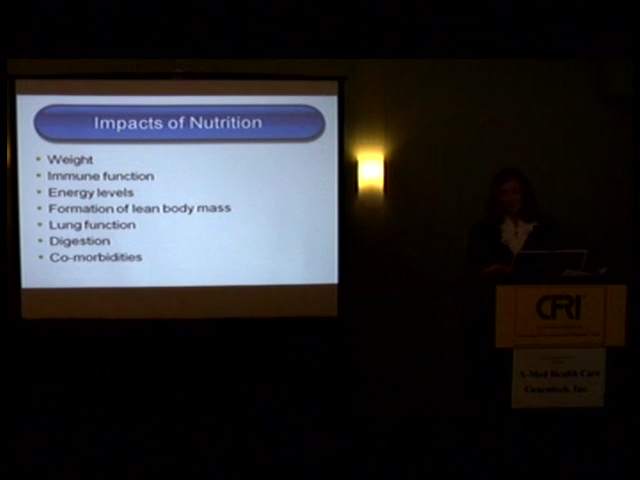 Impacts of Nutrition
• Weight
• Immune function
• Energy levels
• Formation of lean body mass
• Lung function
• Digestion
• Co-morbidities
CFRI
A-Med Health Care
Genentech, Inc.